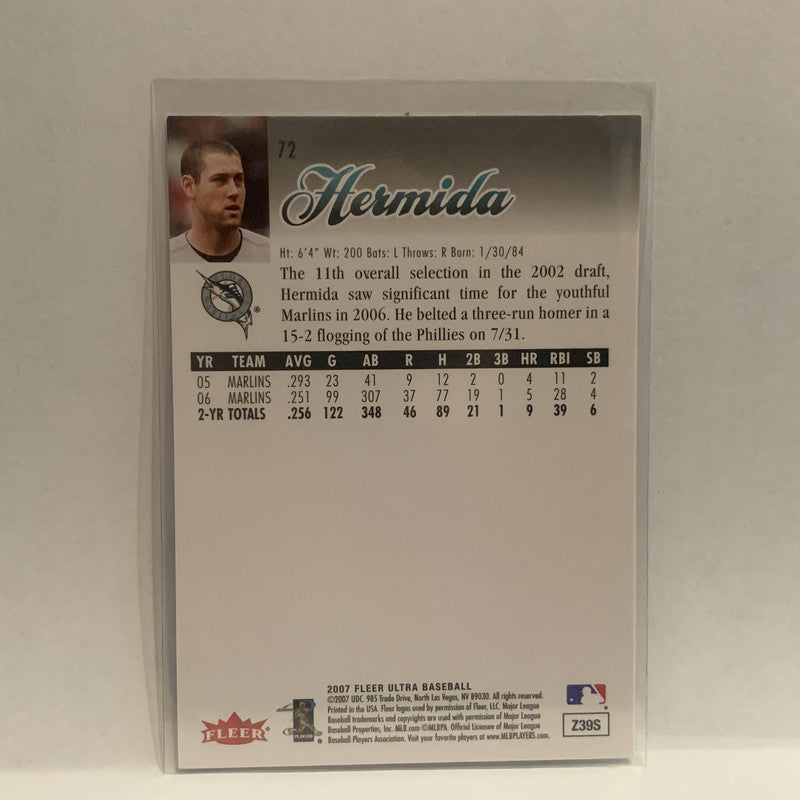 72
Hermida
Ht: 6'4" Wt: 200 Bats: L Throws: R Born: 1/30/84
The 11th overall selection in the 2002 draft,
Hermida saw significant time for the youthful
Marlins in 2006. He belted a three-run homer in a
15-2 flogging of the Phillies on 7/31.
YR TEAM AVG G AB R H 2B 3B HR RBI SB
05 MARLINS .293 23 41 9 12 2 0 4 11 2
06 MARLINS .251 99 307 37 77 19 1 5 28 4
2-YR TOTALS .256 122 348 46 89 21 1 9 39 6
2007 FLEER ULTRA BASEBALL
©2007 UDC. 985 Trade Drive, North Las Vegas, NV 89030. All rights reserved.
Printed in the USA. Fleer logos used by permission of Fleer, LLC. Major League
Baseball trademarks and copyrights are used with permission of Major League
Baseball Properties, Inc. MLB.com ©MLBPA. Official Licensee of Major League
Baseball Players Association. Visit your favorite players at www.MLBPLAYERS.com.
FLEER
PLAYERS
Z39S